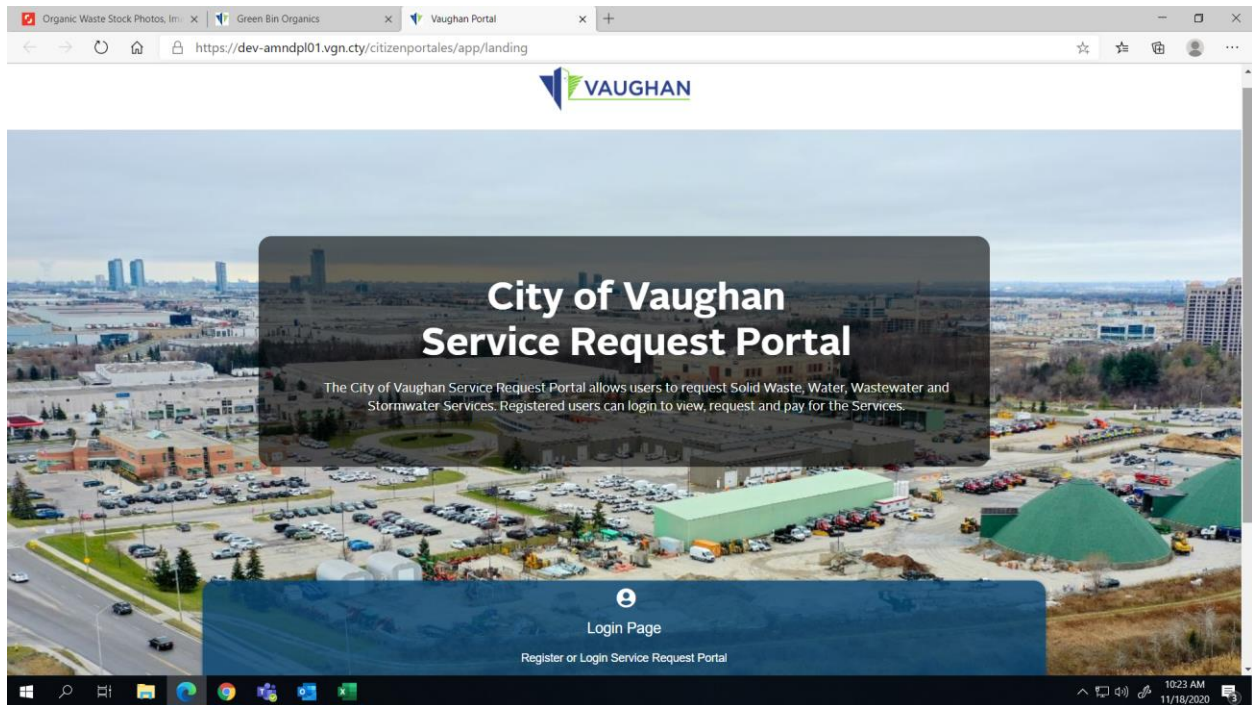 Organic Waste Stock Photos, Im
Green Bin Organics
Vaughan Portal
https://dev-amndpl01.vgn.cty/citizenportales/app/landing
VAUGHAN
City of Vaughan
Service Request Portal
The City of Vaughan Service Request Portal allows users to request Solid Waste, Water, Wastewater and
Stormwater Services. Registered users can login to view, request and pay for the Services.
Login Page
Register or Login Service Request Portal
10:23 AM
11/18/2020
3